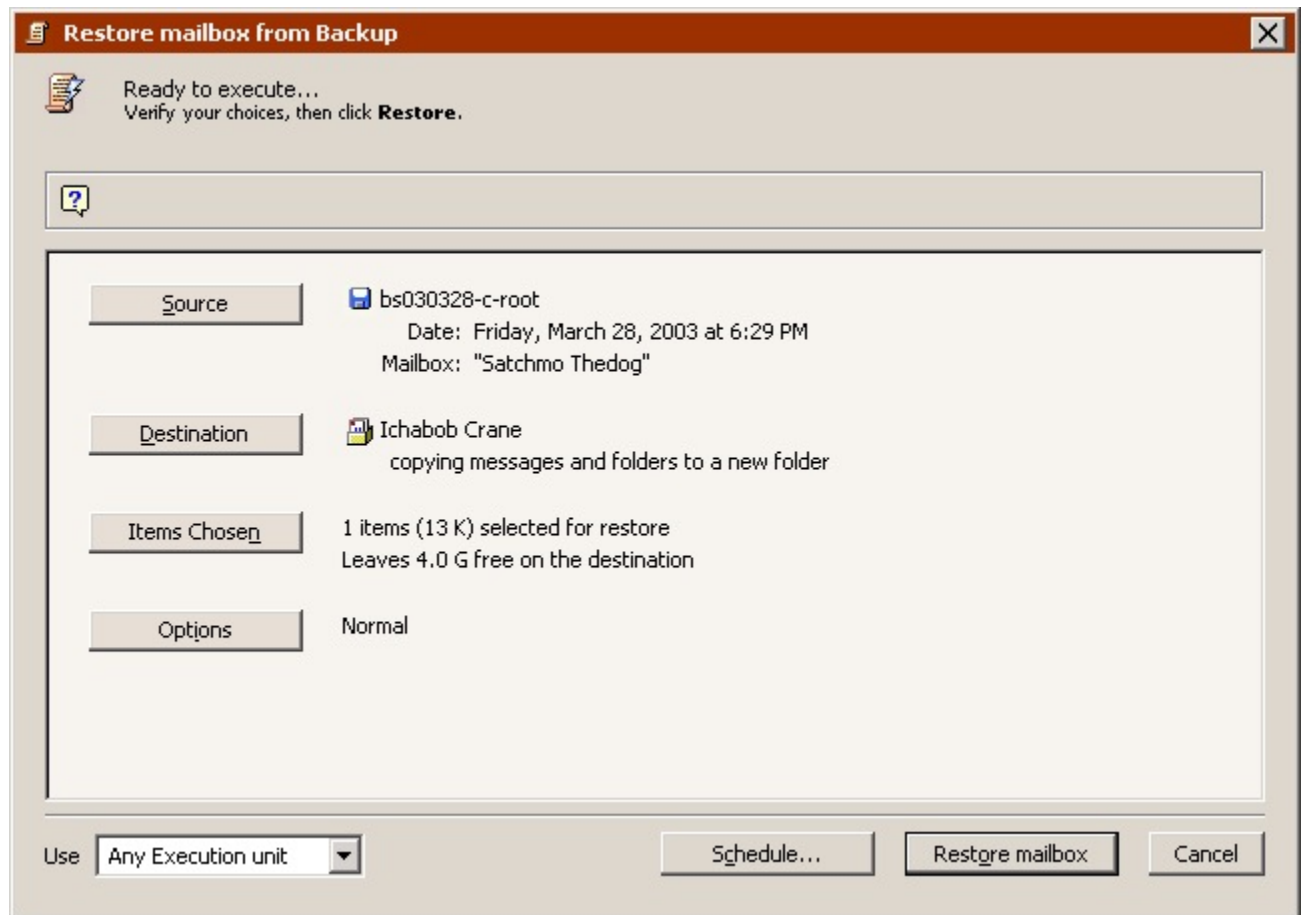 Restore mailbox from Backup
Ready to execute...
Verify your choices, then click Restore.
Source
bs030328-c-root
Date: Friday, March 28, 2003 at 6:29 PM
Mailbox: "Satchmo Thedog"
Destination
Ichabob Crane
copying messages and folders to a new folder
Items Chosen
1 items (13 K) selected for restore
Leaves 4.0 G free on the destination
Options
Normal
Use
Any Execution unit
Schedule...
Restore mailbox
Cancel